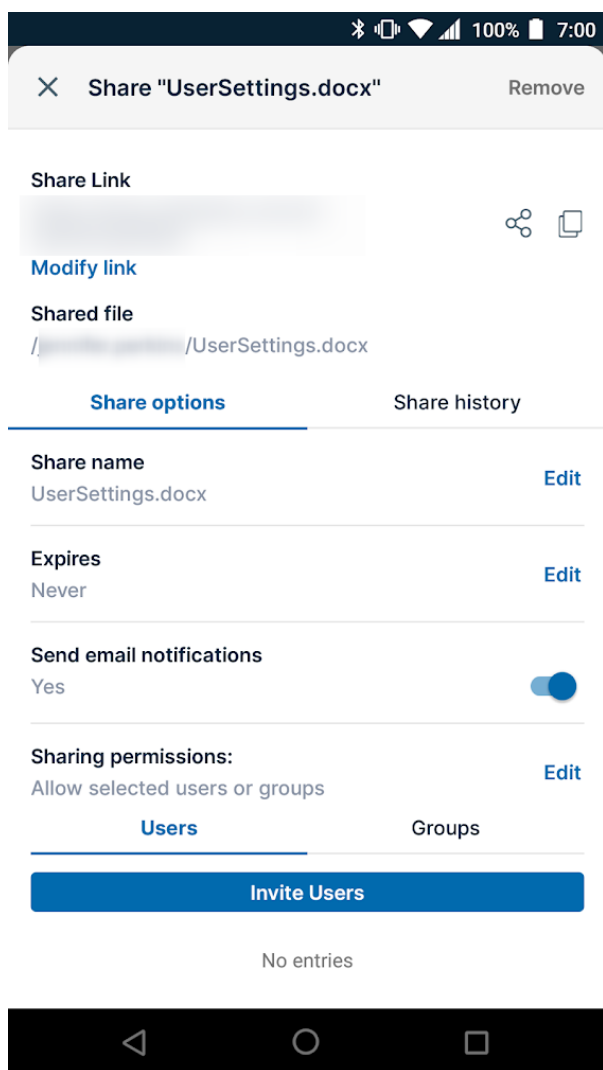 100% 7:00
Share "UserSettings.docx" Remove
Share Link
Modify link
Shared file
/ /UserSettings.docx
Share options Share history
Share name
UserSettings.docx
Edit
Expires
Never
Edit
Send email notifications
Yes
Sharing permissions:
Allow selected users or groups
Edit
Users Groups
Invite Users
No entries